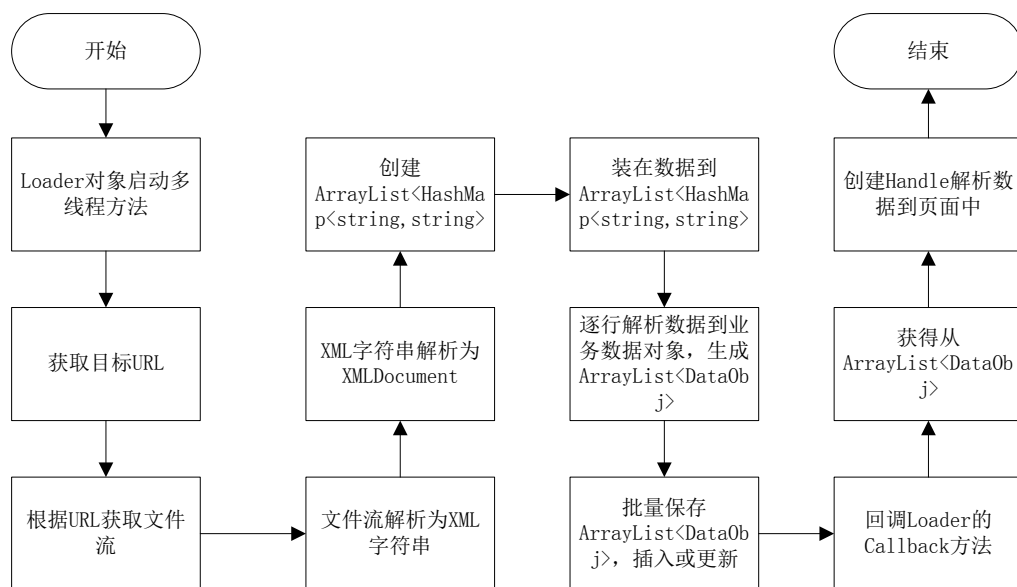 开始
Loader对象启动多
线程方法
获取目标URL
根据URL获取文件
流
文件流解析为XML
字符串
XML字符串解析为
XMLDocument
创建
ArrayList<HashMa
p<string,string>
装在数据到
ArrayList<HashMa
p<string,string>
逐行解析数据到业
务数据对象，生成
ArrayList<DataOb
j>
批量保存
ArrayList<DataOb
j>，插入或更新
回调Loader的
Callback方法
获得从
ArrayList<DataOb
j>
创建Handle解析数
据到页面中
结束